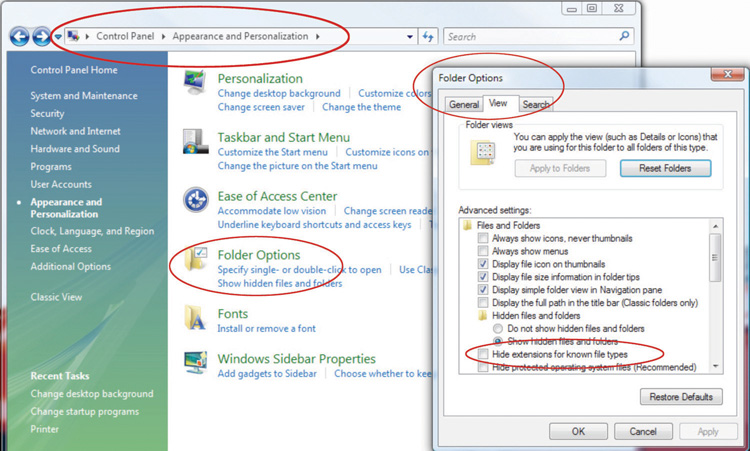 Control Panel
Appearance and Personalization
Search
Control Panel Home
System and Maintenance
Security
Network and Internet
Hardware and Sound
Programs
User Accounts
Appearance and
Personalization
Clock, Language, and Region
Ease of Access
Additional Options
Classic View
Recent Tasks
Change desktop background
Change startup programs
Printer
Personalization
Change desktop background
Customize colors
Change screen saver
Change the theme
Taskbar and Start Menu
Customize the Start menu
Customize icons on
Change the picture on the Start menu
Ease of Access Center
Accommodate low vision
Change screen reade
Underline keyboard shortcuts and access keys
Folder Options
Specify single- or double-click to open
Use Clas
Show hidden files and folders
Fonts
Install or remove a font
Windows Sidebar Properties
Add gadgets to Sidebar
Choose whether to kee
Folder Options
General
View
Search
Folder views
You can apply the view (such as Details or Icons) that
you are using for this folder to all folders of this type.
Apply to Folders
Reset Folders
Advanced settings:
Files and Folders
Always show icons, never thumbnails
Always show menus
Display file icon on thumbnails
Display file size information in folder tips
Display simple folder view in Navigation pane
Display the full path in the title bar (Classic folders only)
Hidden files and folders
Do not show hidden files and folders
Show hidden files and folders
Hide extensions for known file types
Hide protected operating system files (Recommended)
Restore Defaults
OK
Cancel
Apply